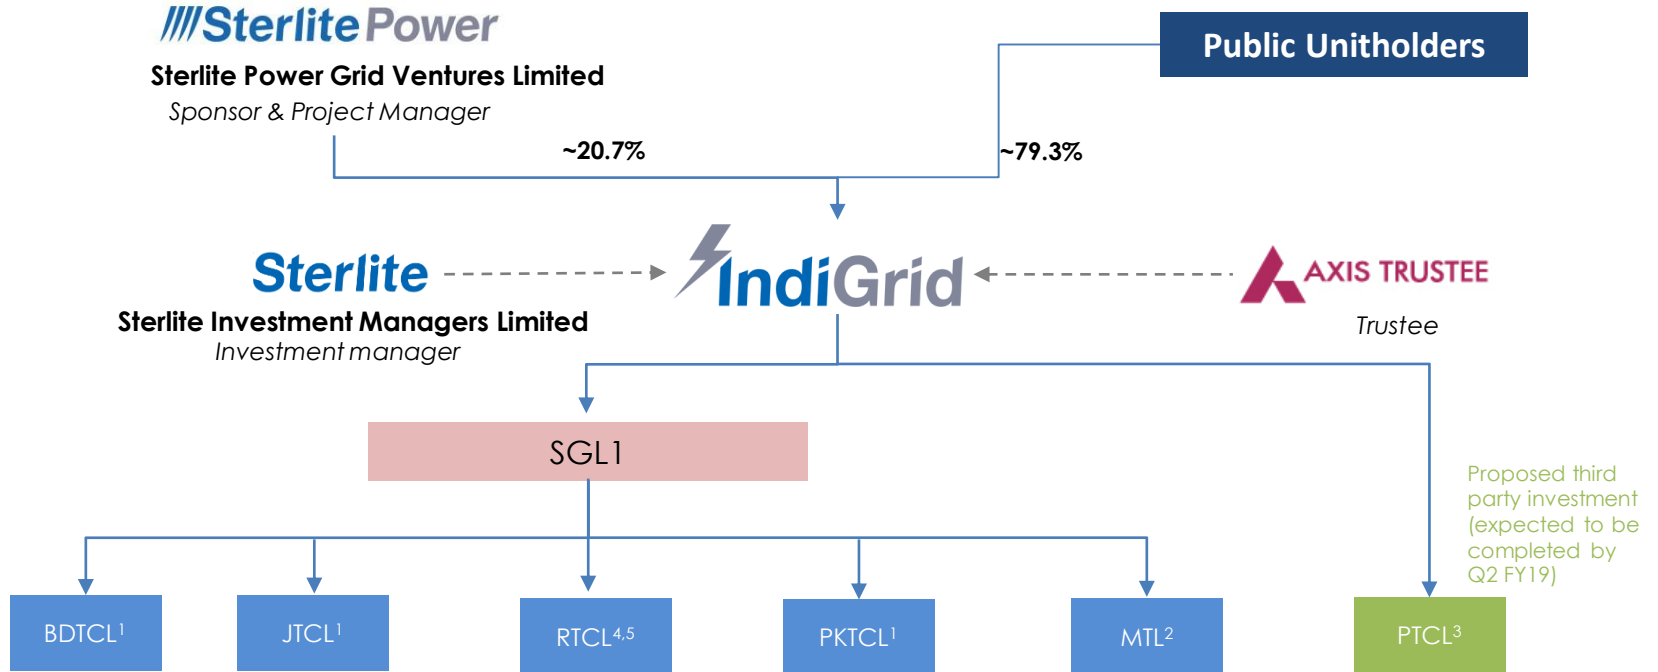 Sterlite Power
Public Unitholders
Sterlite Power Grid Ventures Limited
Sponsor & Project Manager
~20.7%
~79.3%
Sterlite
IndiGrid
AXIS TRUSTEE
Sterlite Investment Managers Limited
Investment manager
Trustee
SGL1
Proposed third
party investment
(expected to be
completed by
Q2 FY19)
BDTCL¹
JTCL¹
RTCL⁴,⁵
PKTCL¹
MTL²
PTCL³